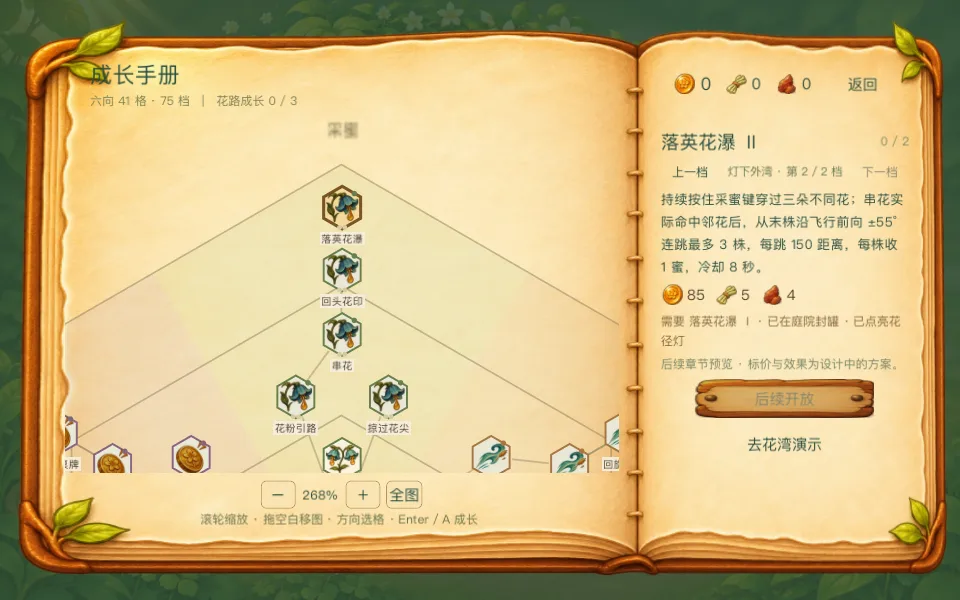 成长手册
六向 41 格 · 75 档 | 花路成长 0 / 3
采蜜
落英花瀑
回头花印
串花
花粉引路
掠过花尖
牌
回
− 268% + 全图
滚轮缩放 · 拖空白移图 · 方向选格 · Enter / A 成长
0 0 0 返回
落英花瀑 II 0 / 2
上一档 灯下外湾 · 第 2 / 2 档 下一档
持续按住采蜜键穿过三朵不同花；串花实
际命中邻花后，从末株沿飞行前向 ±55°
连跳最多 3 株，每跳 150 距离，每株收
1 蜜，冷却 8 秒。
85 5 4
需要 落英花瀑 I · 已在庭院封罐 · 已点亮花
径灯
后续章节预览 · 标价与效果为设计中的方案。
后续开放
去花湾演示